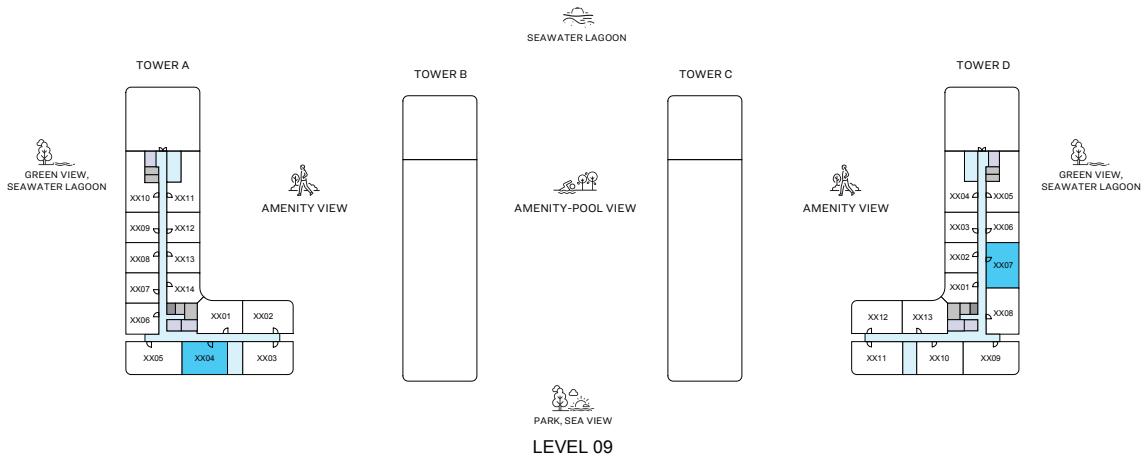 SEAWATER LAGOON
TOWER A
TOWER B
TOWER C
TOWER D
GREEN VIEW,
SEAWATER LAGOON
AMENITY VIEW
AMENITY-POOL VIEW
AMENITY VIEW
GREEN VIEW,
SEAWATER LAGOON
XX10
XX11
XX09
XX12
XX08
XX13
XX07
XX14
XX06
XX01
XX02
XX05
XX04
XX03
XX04
XX05
XX03
XX06
XX02
XX07
XX01
XX08
XX12
XX13
XX11
XX10
XX09
PARK, SEA VIEW
LEVEL 09